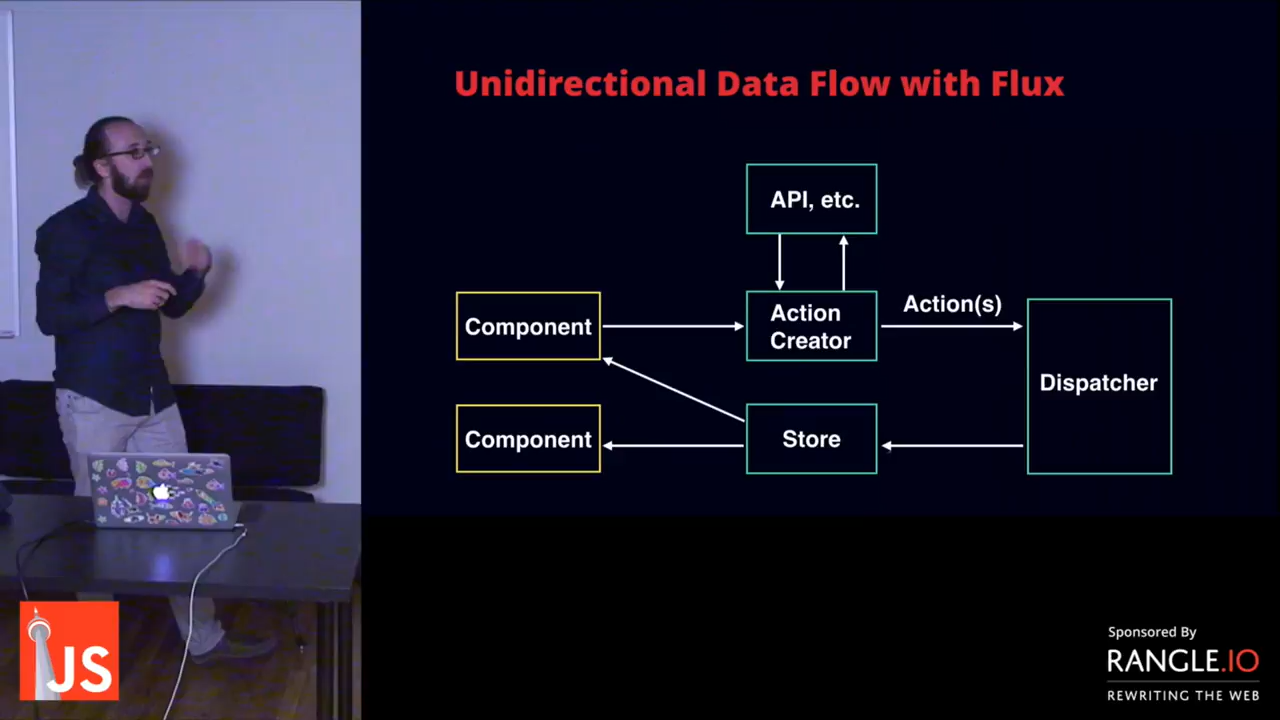 Unidirectional Data Flow with Flux
API, etc.
Component
Action
Creator
Action(s)
Dispatcher
Component
Store
JS
Sponsored By
RANGLE.IO
REWRITING THE WEB